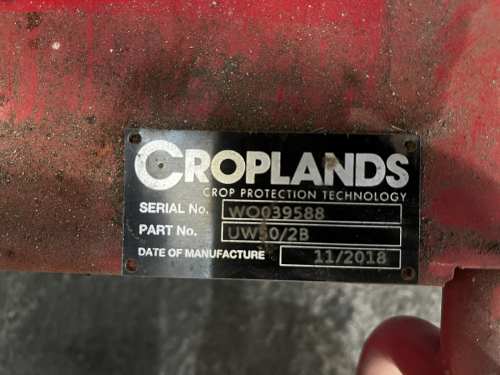 CROPLANDS
CROP PROTECTION TECHNOLOGY
SERIAL No. WO039588
PART No. UW50/2B
DATE OF MANUFACTURE 11/2018